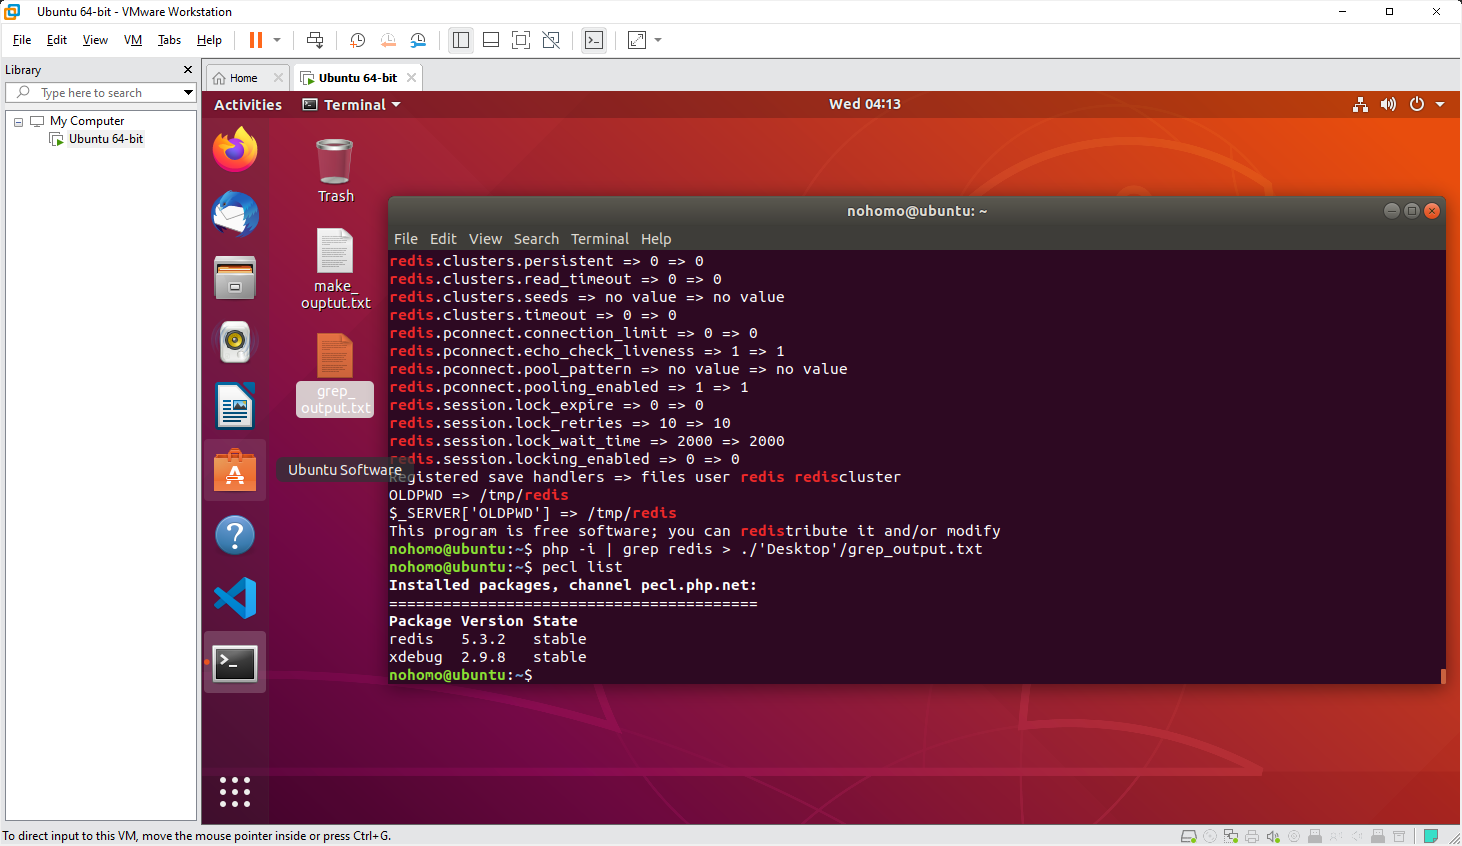 Ubuntu 64-bit - VMware Workstation
File Edit View VM Tabs Help
Library
Type here to search
My Computer
Ubuntu 64-bit
Home
Ubuntu 64-bit
Activities
Terminal
Wed 04:13
Trash
make_
ouptut.txt
grep_
output.txt
Ubuntu Software
nohomo@ubuntu: ~
File Edit View Search Terminal Help
redis.clusters.persistent => 0 => 0
redis.clusters.read_timeout => 0 => 0
redis.clusters.seeds => no value => no value
redis.clusters.timeout => 0 => 0
redis.pconnect.connection_limit => 0 => 0
redis.pconnect.echo_check_liveness => 1 => 1
redis.pconnect.pool_pattern => no value => no value
redis.pconnect.pooling_enabled => 1 => 1
redis.session.lock_expire => 0 => 0
redis.session.lock_retries => 10 => 10
redis.session.lock_wait_time => 2000 => 2000
redis.session.locking_enabled => 0 => 0
Registered save handlers => files user redis rediscluster
OLDPWD => /tmp/redis
$_SERVER['OLDPWD'] => /tmp/redis
This program is free software; you can redistribute it and/or modify
nohomo@ubuntu:~$ php -i | grep redis > ./'Desktop'/grep_output.txt
nohomo@ubuntu:~$ pecl list
Installed packages, channel pecl.php.net:
=========================================
Package Version State
redis   5.3.2   stable
xdebug  2.9.8   stable
nohomo@ubuntu:~$
To direct input to this VM, move the mouse pointer inside or press Ctrl+G.